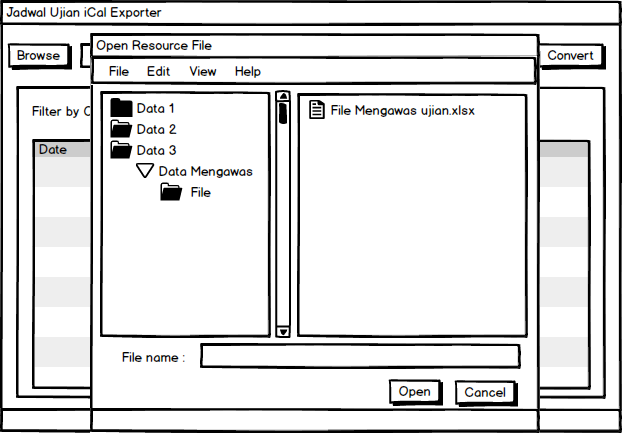 Jadwal Ujian iCal Exporter
Browse
Convert
Filter by C
Date
Open Resource File
File Edit View Help
Data 1
Data 2
Data 3
Data Mengawas
File
File Mengawas ujian.xlsx
File name :
Open Cancel